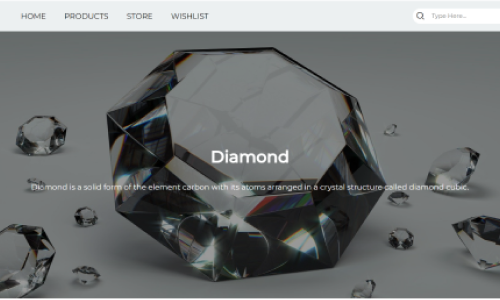 HOME PRODUCTS STORE WISHLIST Type Here...
Diamond
Diamond is a solid form of the element carbon with its atoms arranged in a crystal structure called diamond cubic.